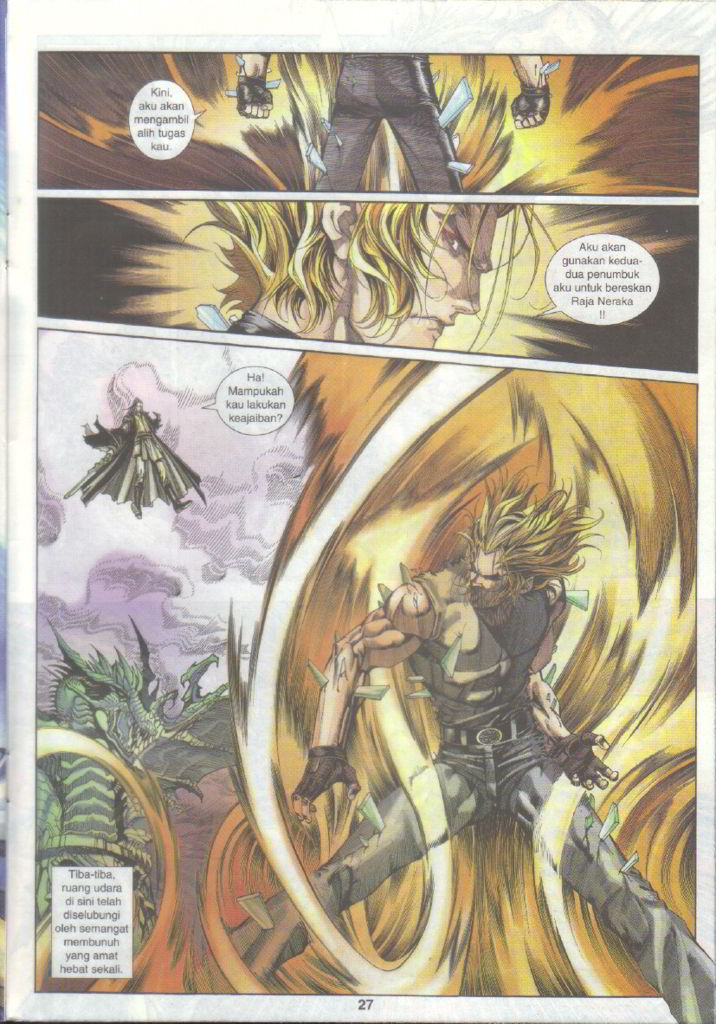 Kini,
aku akan
mengambil
alih tugas
kau.
Aku akan
gunakan kedua-
dua penumbuk
aku untuk bereskan
Raja Neraka
!!
Ha!
Mampukah
kau lakukan
keajaiban?
Tiba-tiba,
ruang udara
di sini telah
diselubungi
oleh semangat
membunuh
yang amat
hebat sekali.
27